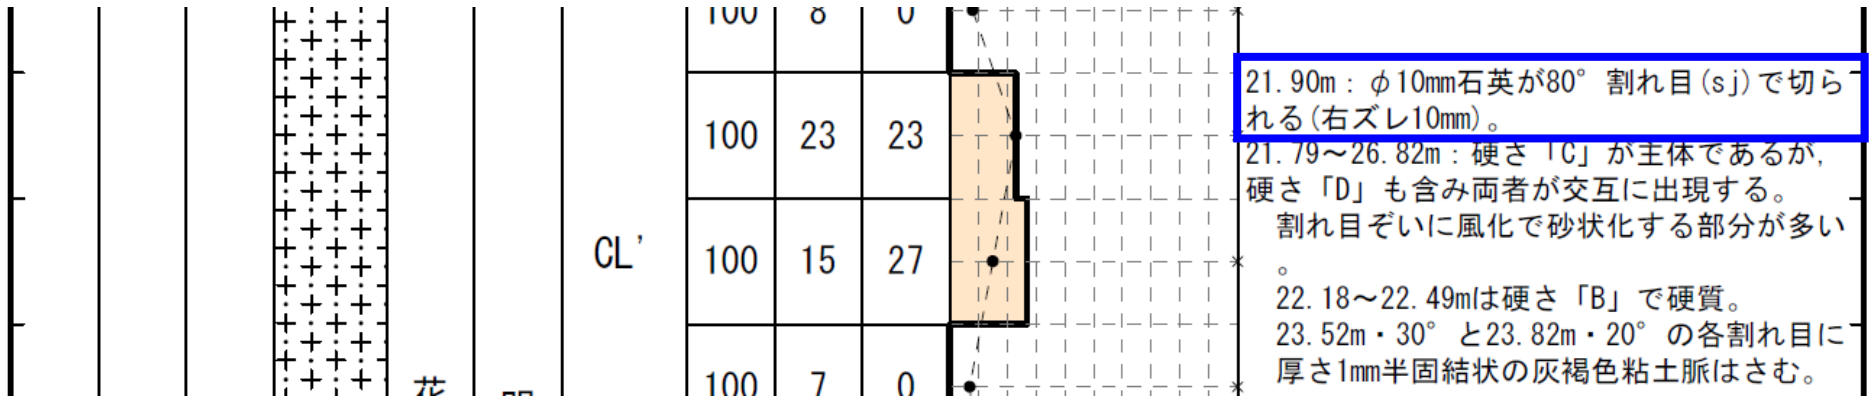 100 8 0
21.90m：φ10mm石英が80°割れ目(sj)で切ら
れる(右ズレ10mm)。
100 23 23
21.79～26.82m：硬さ「C」が主体であるが,
硬さ「D」も含み両者が交互に出現する。
割れ目ぞいに風化で砂状化する部分が多い
。
CL' 100 15 27
22.18～22.49mは硬さ「B」で硬質。
23.52m・30°と23.82m・20°の各割れ目に
厚さ1mm半固結状の灰褐色粘土脈はさむ。
花 100 7 0